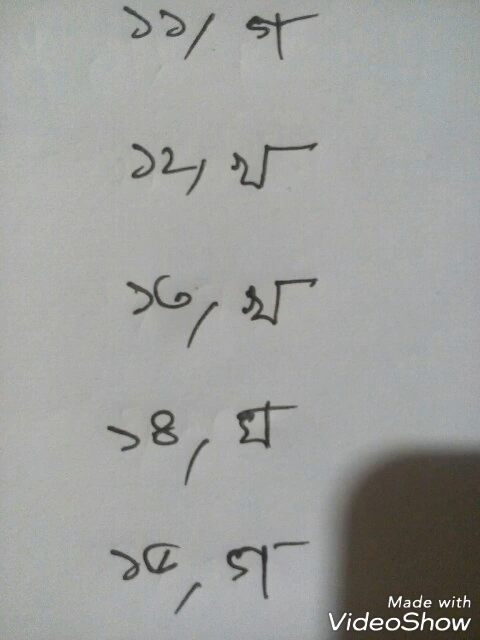 ১১, গ
১২, খ
১৩, খ
১৪, ঘ
১৫, গ
Made with
VideoShow